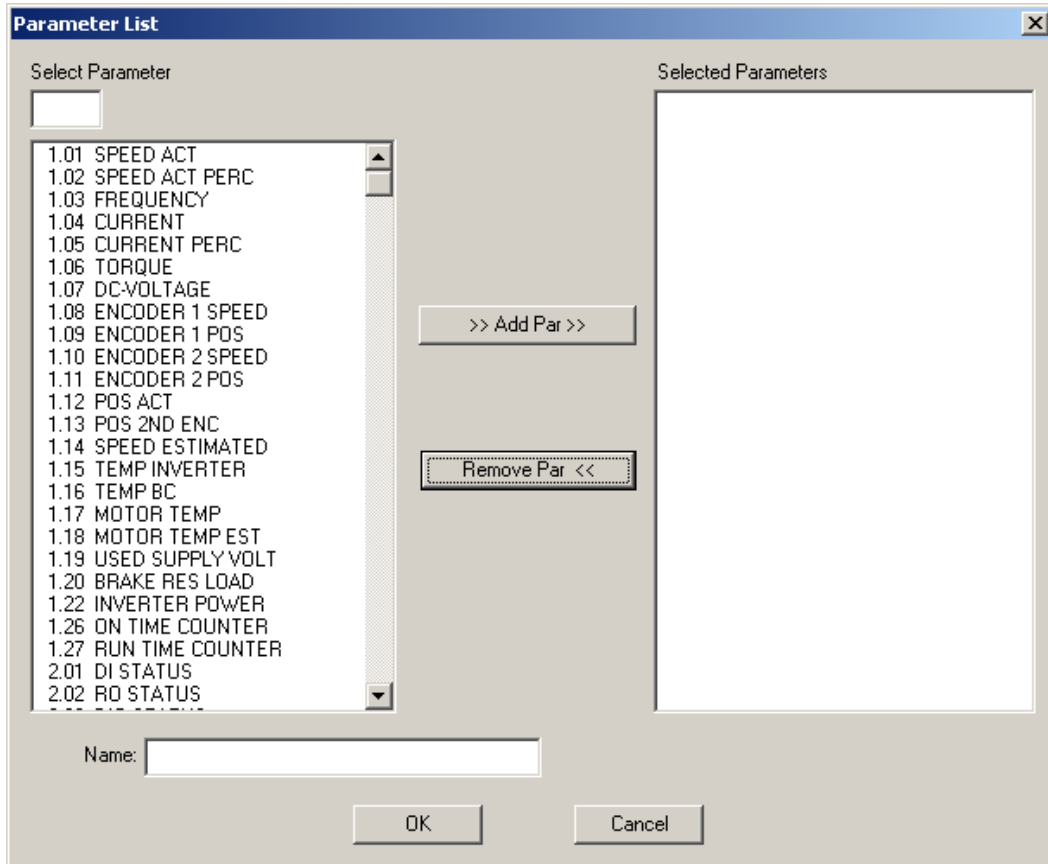 Parameter List
Select Parameter
Selected Parameters
1.01 SPEED ACT
1.02 SPEED ACT PERC
1.03 FREQUENCY
1.04 CURRENT
1.05 CURRENT PERC
1.06 TORQUE
1.07 DC-VOLTAGE
1.08 ENCODER 1 SPEED
1.09 ENCODER 1 POS
1.10 ENCODER 2 SPEED
1.11 ENCODER 2 POS
1.12 POS ACT
1.13 POS 2ND ENC
1.14 SPEED ESTIMATED
1.15 TEMP INVERTER
1.16 TEMP BC
1.17 MOTOR TEMP
1.18 MOTOR TEMP EST
1.19 USED SUPPLY VOLT
1.20 BRAKE RES LOAD
1.22 INVERTER POWER
1.26 ON TIME COUNTER
1.27 RUN TIME COUNTER
2.01 DI STATUS
2.02 RO STATUS
>> Add Par >>
Remove Par <<
Name:
OK
Cancel